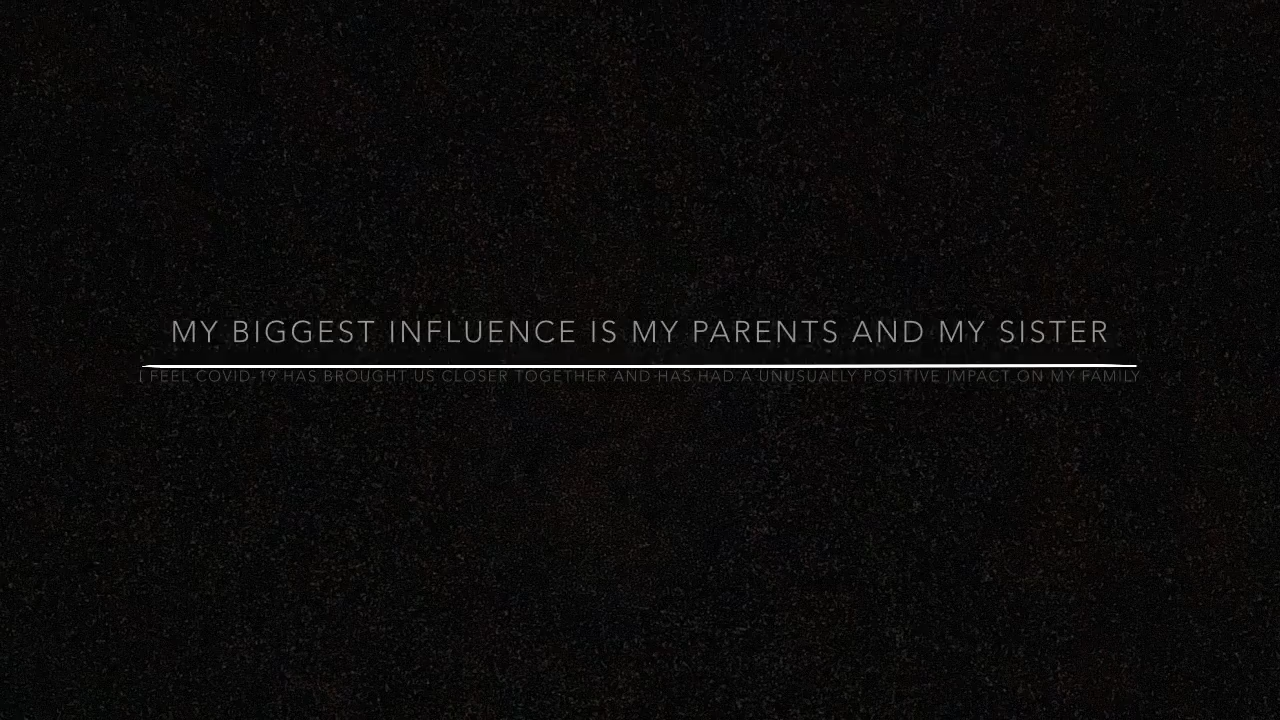 MY BIGGEST INFLUENCE IS MY PARENTS AND MY SISTER
I FEEL COVID-19 HAS BROUGHT US CLOSER TOGETHER AND HAS HAD A UNUSUALLY POSITIVE IMPACT ON MY FAMILY